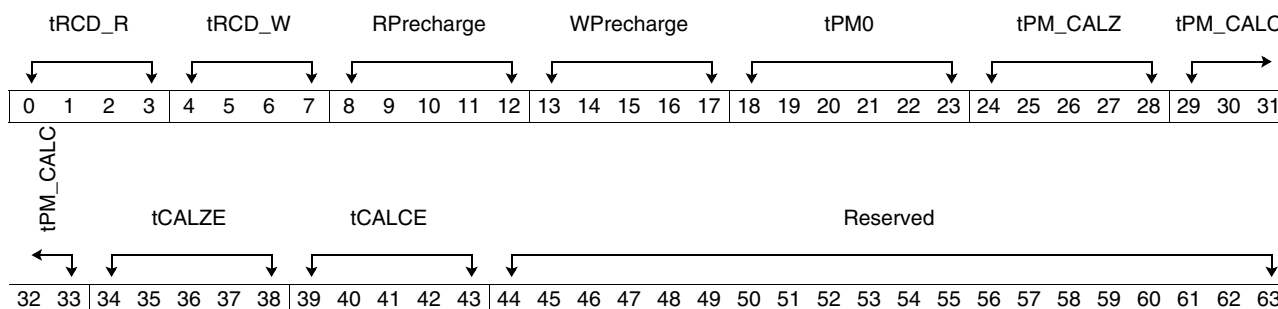 tRCD_R tRCD_W RPrecharge WPrecharge tPM0 tPM_CALZ tPM_CALC
0 1 2 3 4 5 6 7 8 9 10 11 12 13 14 15 16 17 18 19 20 21 22 23 24 25 26 27 28 29 30 31
tPM_CALC
tCALZE tCALCE Reserved
32 33 34 35 36 37 38 39 40 41 42 43 44 45 46 47 48 49 50 51 52 53 54 55 56 57 58 59 60 61 62 63